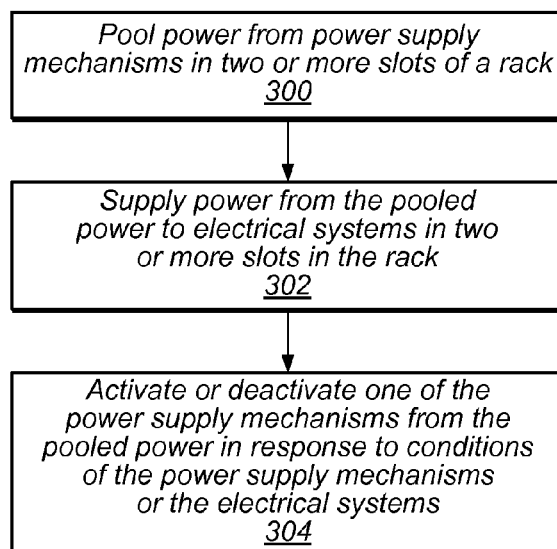 Pool power from power supply
mechanisms in two or more slots of a rack
300
Supply power from the pooled
power to electrical systems in two
or more slots in the rack
302
Activate or deactivate one of the
power supply mechanisms from the
pooled power in response to conditions
of the power supply mechanisms
or the electrical systems
304